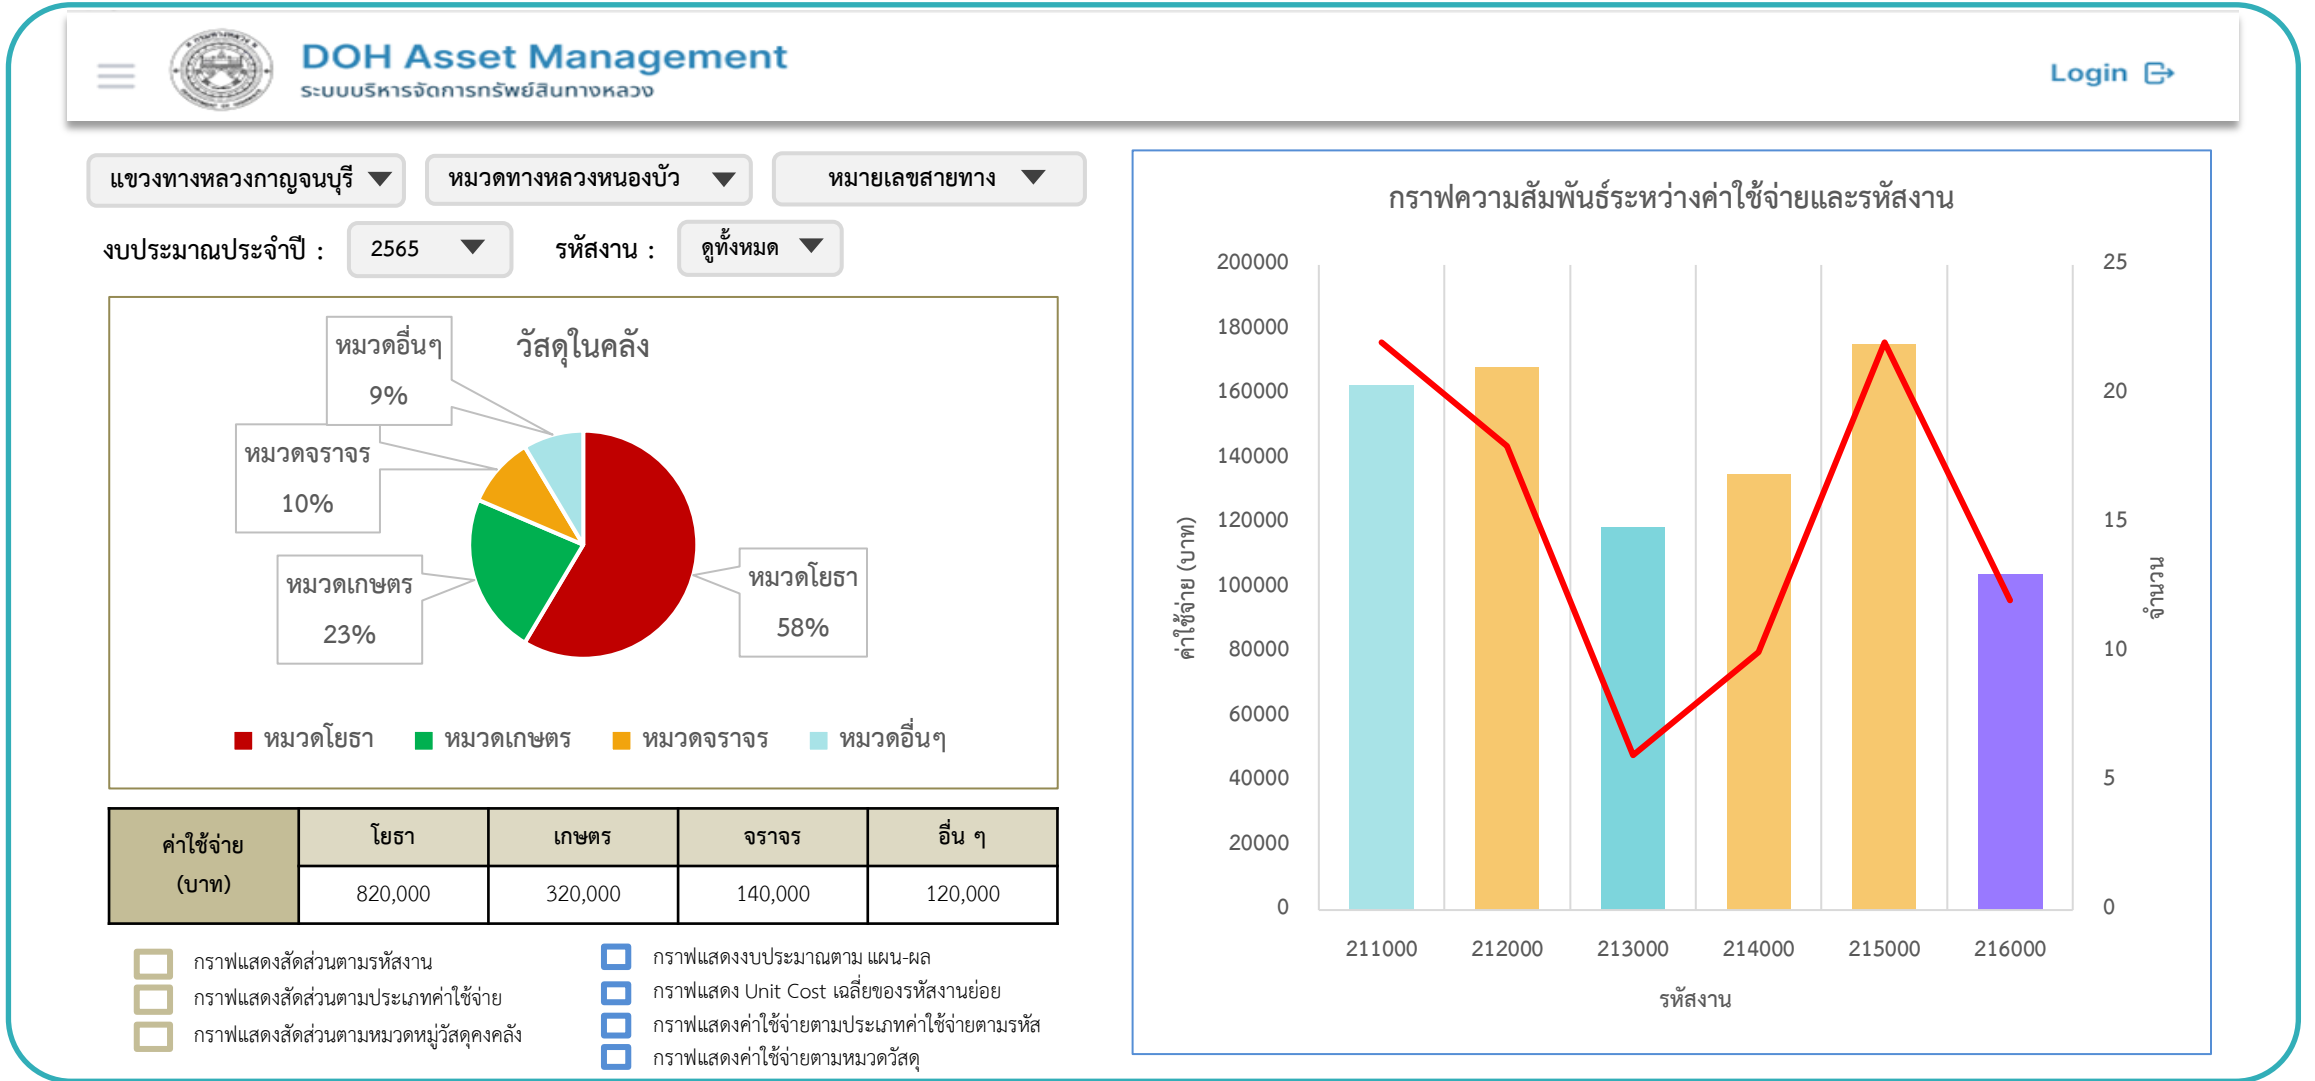 DOH Asset Management
ระบบบริหารจัดการทรัพย์สินทางหลวง
Login
แขวงทางหลวงกาญจนบุรี
หมวดทางหลวงหนองบัว
หมายเลขสายทาง
งบประมาณประจำปี :
2565
รหัสงาน :
ดูทั้งหมด
วัสดุในคลัง
หมวดอื่นๆ
9%
หมวดจราจร
10%
หมวดเกษตร
23%
หมวดโยธา
58%
หมวดโยธา หมวดเกษตร หมวดจราจร หมวดอื่นๆ
ค่าใช้จ่าย
(บาท)
โยธา เกษตร จราจร อื่น ๆ
820,000 320,000 140,000 120,000
กราฟแสดงสัดส่วนตามรหัสงาน
กราฟแสดงสัดส่วนตามประเภทค่าใช้จ่าย
กราฟแสดงสัดส่วนตามหมวดหมู่วัสดุคงคลัง
กราฟแสดงงบประมาณตาม แผน-ผล
กราฟแสดง Unit Cost เฉลี่ยของรหัสงานย่อย
กราฟแสดงค่าใช้จ่ายตามประเภทค่าใช้จ่ายตามรหัส
กราฟแสดงค่าใช้จ่ายตามหมวดวัสดุ
กราฟความสัมพันธ์ระหว่างค่าใช้จ่ายและรหัสงาน
ค่าใช้จ่าย (บาท)
200000
180000
160000
140000
120000
100000
80000
60000
40000
20000
0
25
20
15
10
5
0
จำนวน
211000 212000 213000 214000 215000 216000
รหัสงาน